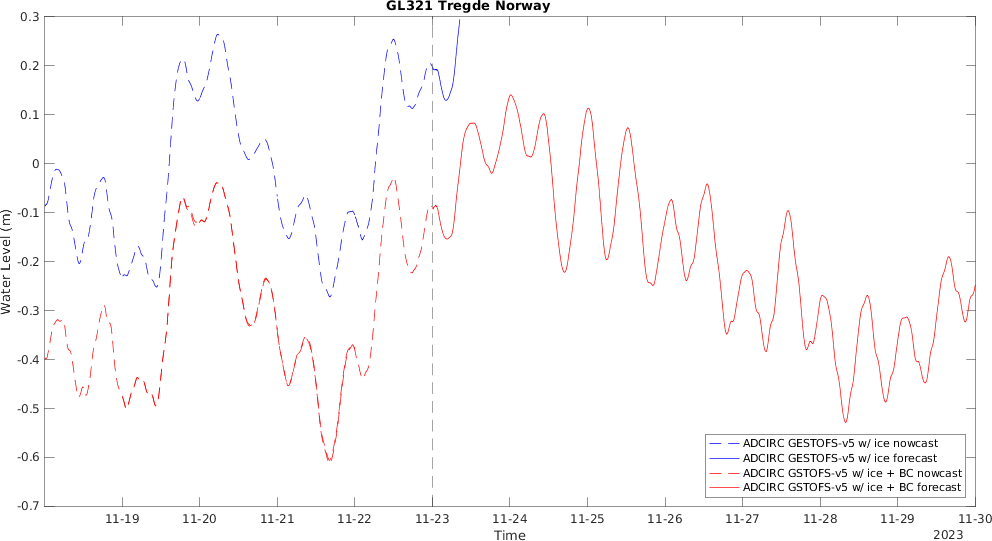 GL321 Tregde Norway
0.3
0.2
0.1
0
-0.1
-0.2
-0.3
-0.4
-0.5
-0.6
-0.7
Water Level (m)
ADCIRC GESTOFS-v5 w/ ice nowcast
ADCIRC GESTOFS-v5 w/ ice forecast
ADCIRC GSTOFS-v5 w/ ice + BC nowcast
ADCIRC GSTOFS-v5 w/ ice + BC forecast
11-19 11-20 11-21 11-22 11-23 11-24 11-25 11-26 11-27 11-28 11-29 11-30
Time
2023